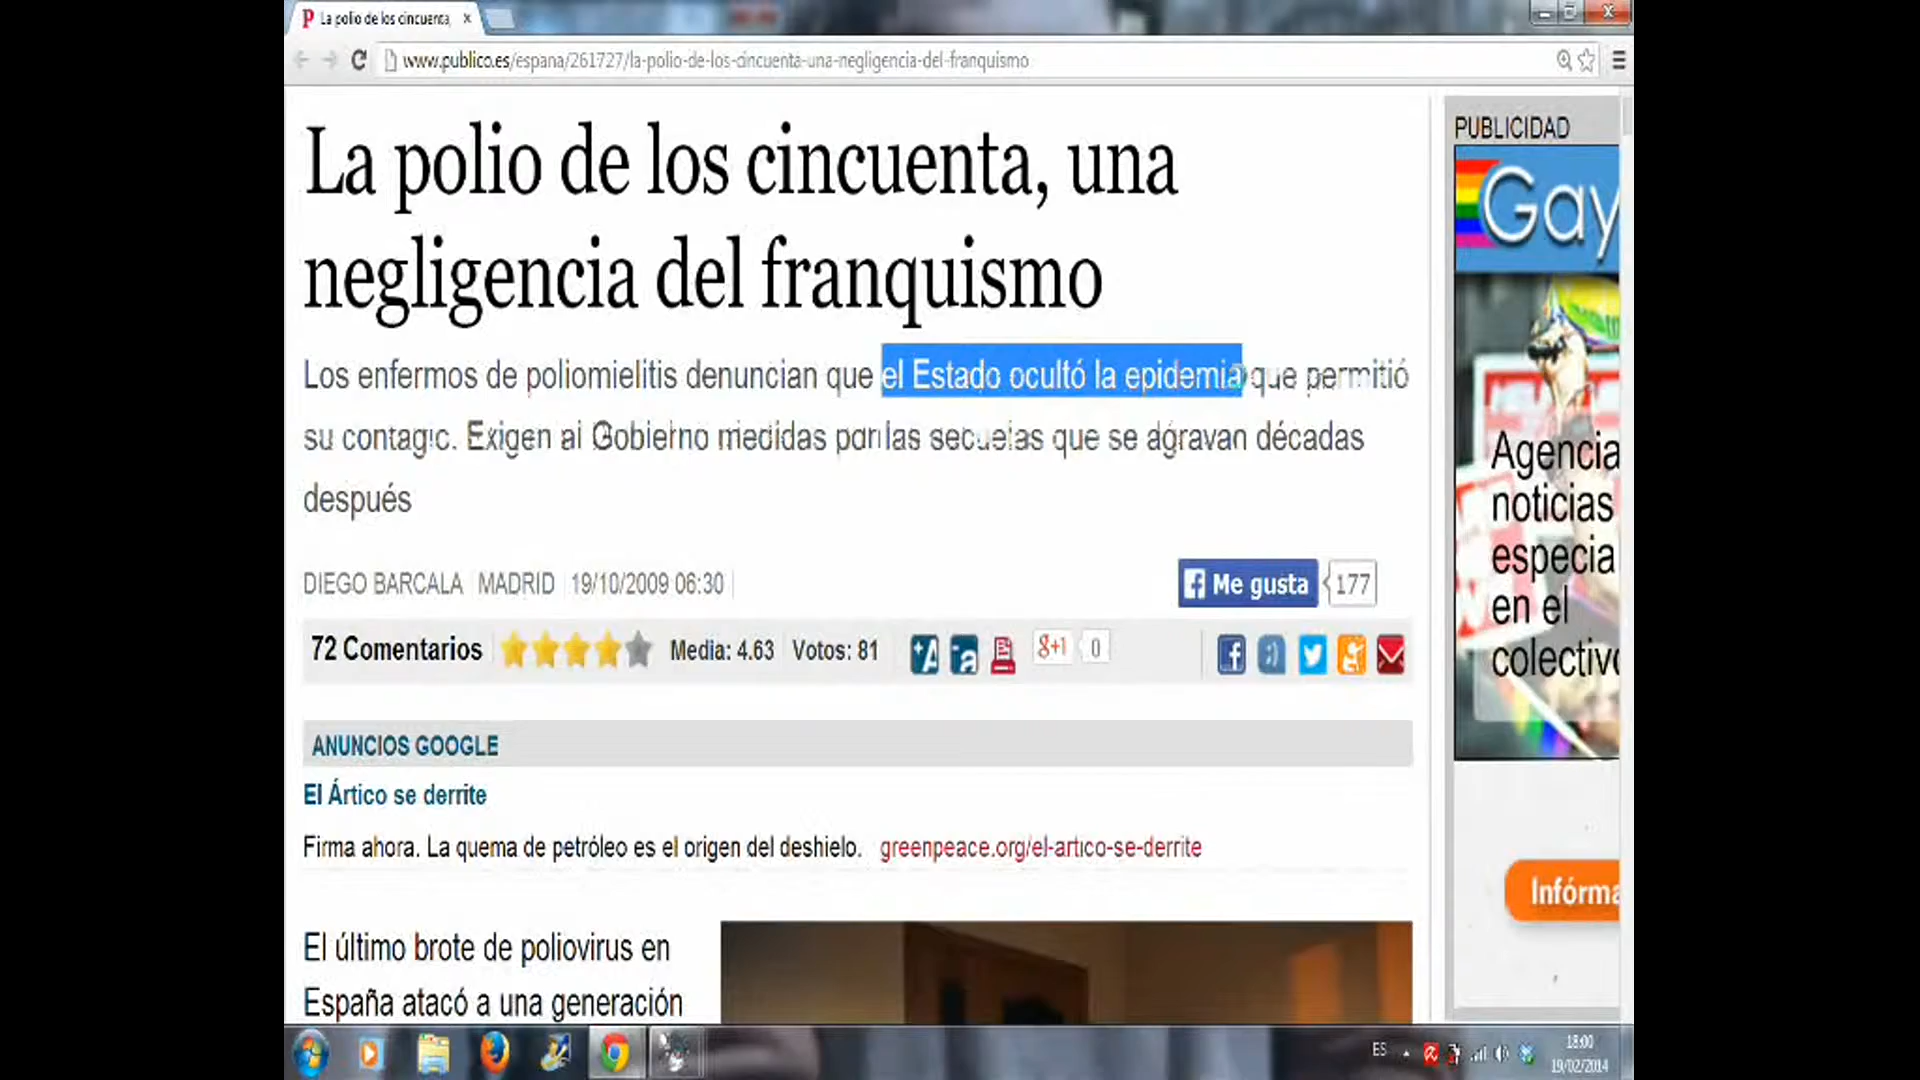 La polio de los cincuenta,
www.publico.es/espana/261727/la-polio-de-los-cincuenta-una-negligencia-del-franquismo
La polio de los cincuenta, una
negligencia del franquismo
Los enfermos de poliomielitis denuncian que el Estado ocultó la epidemia que permitió
su contagio. Exigen al Gobierno medidas por las secuelas que se agravan décadas
después
DIEGO BARCALA MADRID 19/10/2009 06:30
Me gusta 177
72 Comentarios Media: 4.63 Votos: 81 +A -a g+1 0
ANUNCIOS GOOGLE
El Ártico se derrite
Firma ahora. La quema de petróleo es el origen del deshielo. greenpeace.org/el-artico-se-derrite
El último brote de poliovirus en
España atacó a una generación
PUBLICIDAD
Gay
Agencia
noticias
especia
en el
colectivo
Infórma
ES
18:00
19/02/2014